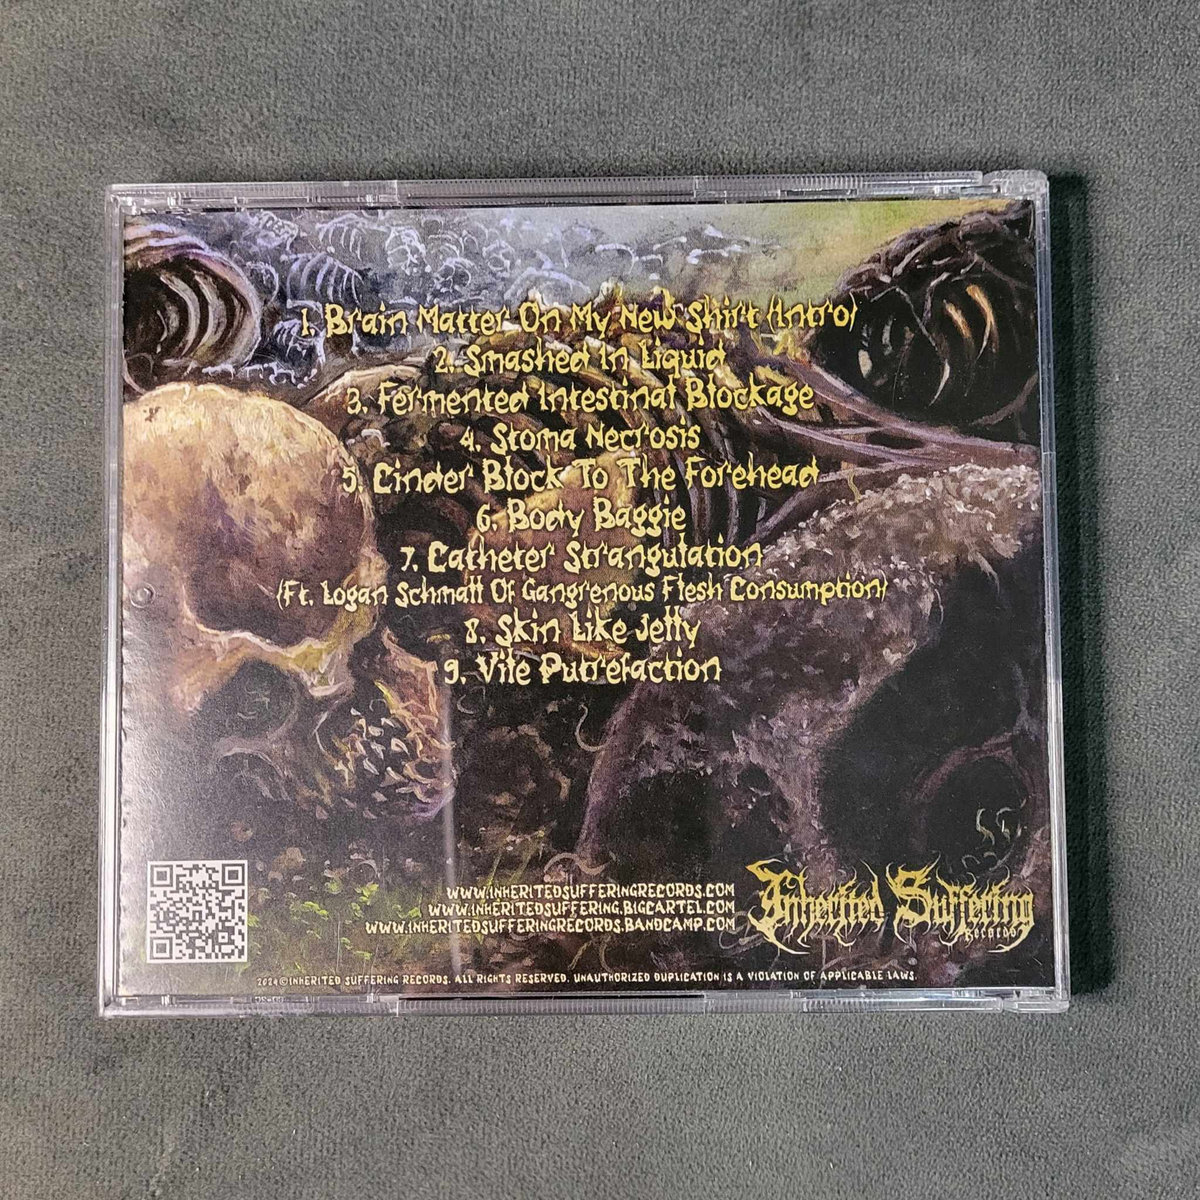 1. Brain Matter On My New Shirt (Intro)
2. Smashed In Liquid
3. Fermented Intestinal Blockage
4. Stoma Necrosis
5. Cinder Block To The Forehead
6. Body Baggie
7. Catheter Strangulation
(Ft. Logan Schmatt Of Gangrenous Flesh Consumption)
8. Skin Like Jelly
9. Vile Putrefaction
WWW.INHERITEDSUFFERINGRECORDS.COM
WWW.INHERITEDSUFFERING.BIGCARTEL.COM
WWW.INHERITEDSUFFERINGRECORDS.BANDCAMP.COM
Inherited Suffering
Records
2024©INHERITED SUFFERING RECORDS. ALL RIGHTS RESERVED. UNAUTHORIZED DUPLICATION IS A VIOLATION OF APPLICABLE LAWS.